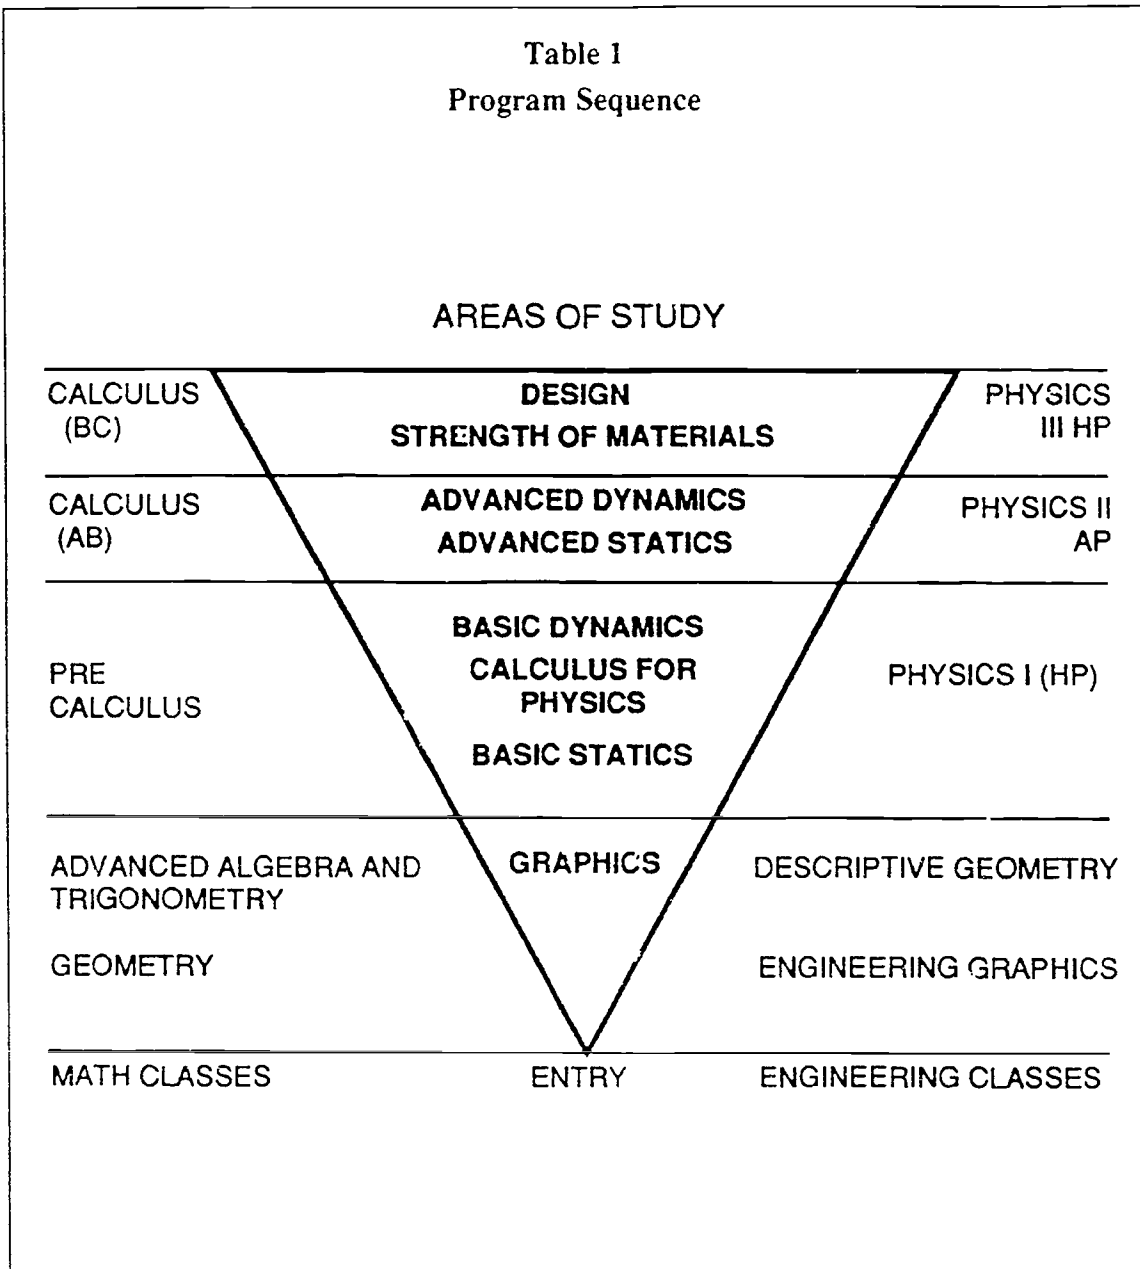 Table 1
Program Sequence
AREAS OF STUDY
CALCULUS
(BC)
DESIGN
STRENGTH OF MATERIALS
PHYSICS
III HP
CALCULUS
(AB)
ADVANCED DYNAMICS
ADVANCED STATICS
PHYSICS II
AP
PRE
CALCULUS
BASIC DYNAMICS
CALCULUS FOR
PHYSICS
BASIC STATICS
PHYSICS I (HP)
ADVANCED ALGEBRA AND
TRIGONOMETRY
GRAPHICS
DESCRIPTIVE GEOMETRY
GEOMETRY
ENGINEERING GRAPHICS
MATH CLASSES
ENTRY
ENGINEERING CLASSES